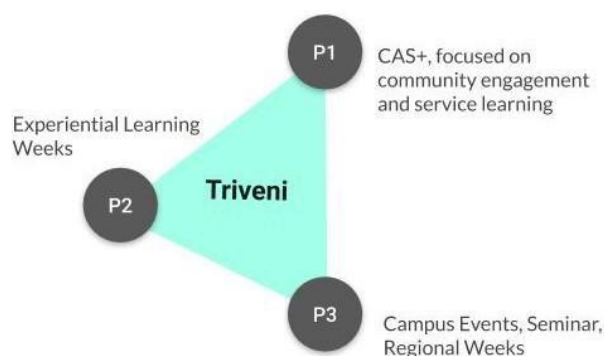 P1
CAS+, focused on
community engagement
and service learning
Experiential Learning
Weeks
P2
Triveni
P3
Campus Events, Seminar,
Regional Weeks